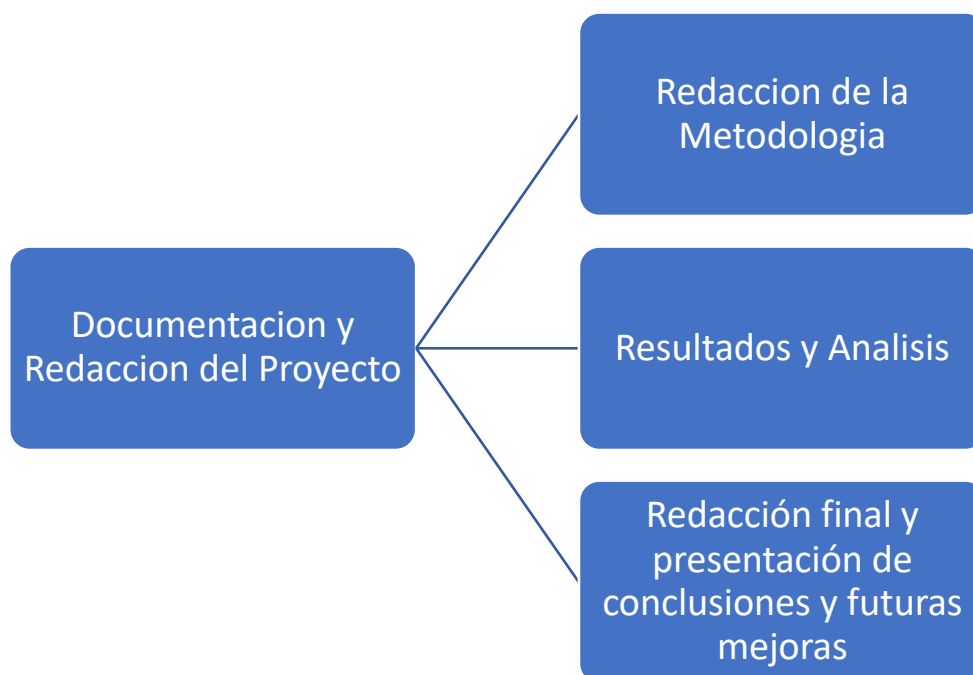 Documentacion y
Redaccion del Proyecto
Redaccion de la
Metodologia
Resultados y Analisis
Redacción final y
presentación de
conclusiones y futuras
mejoras